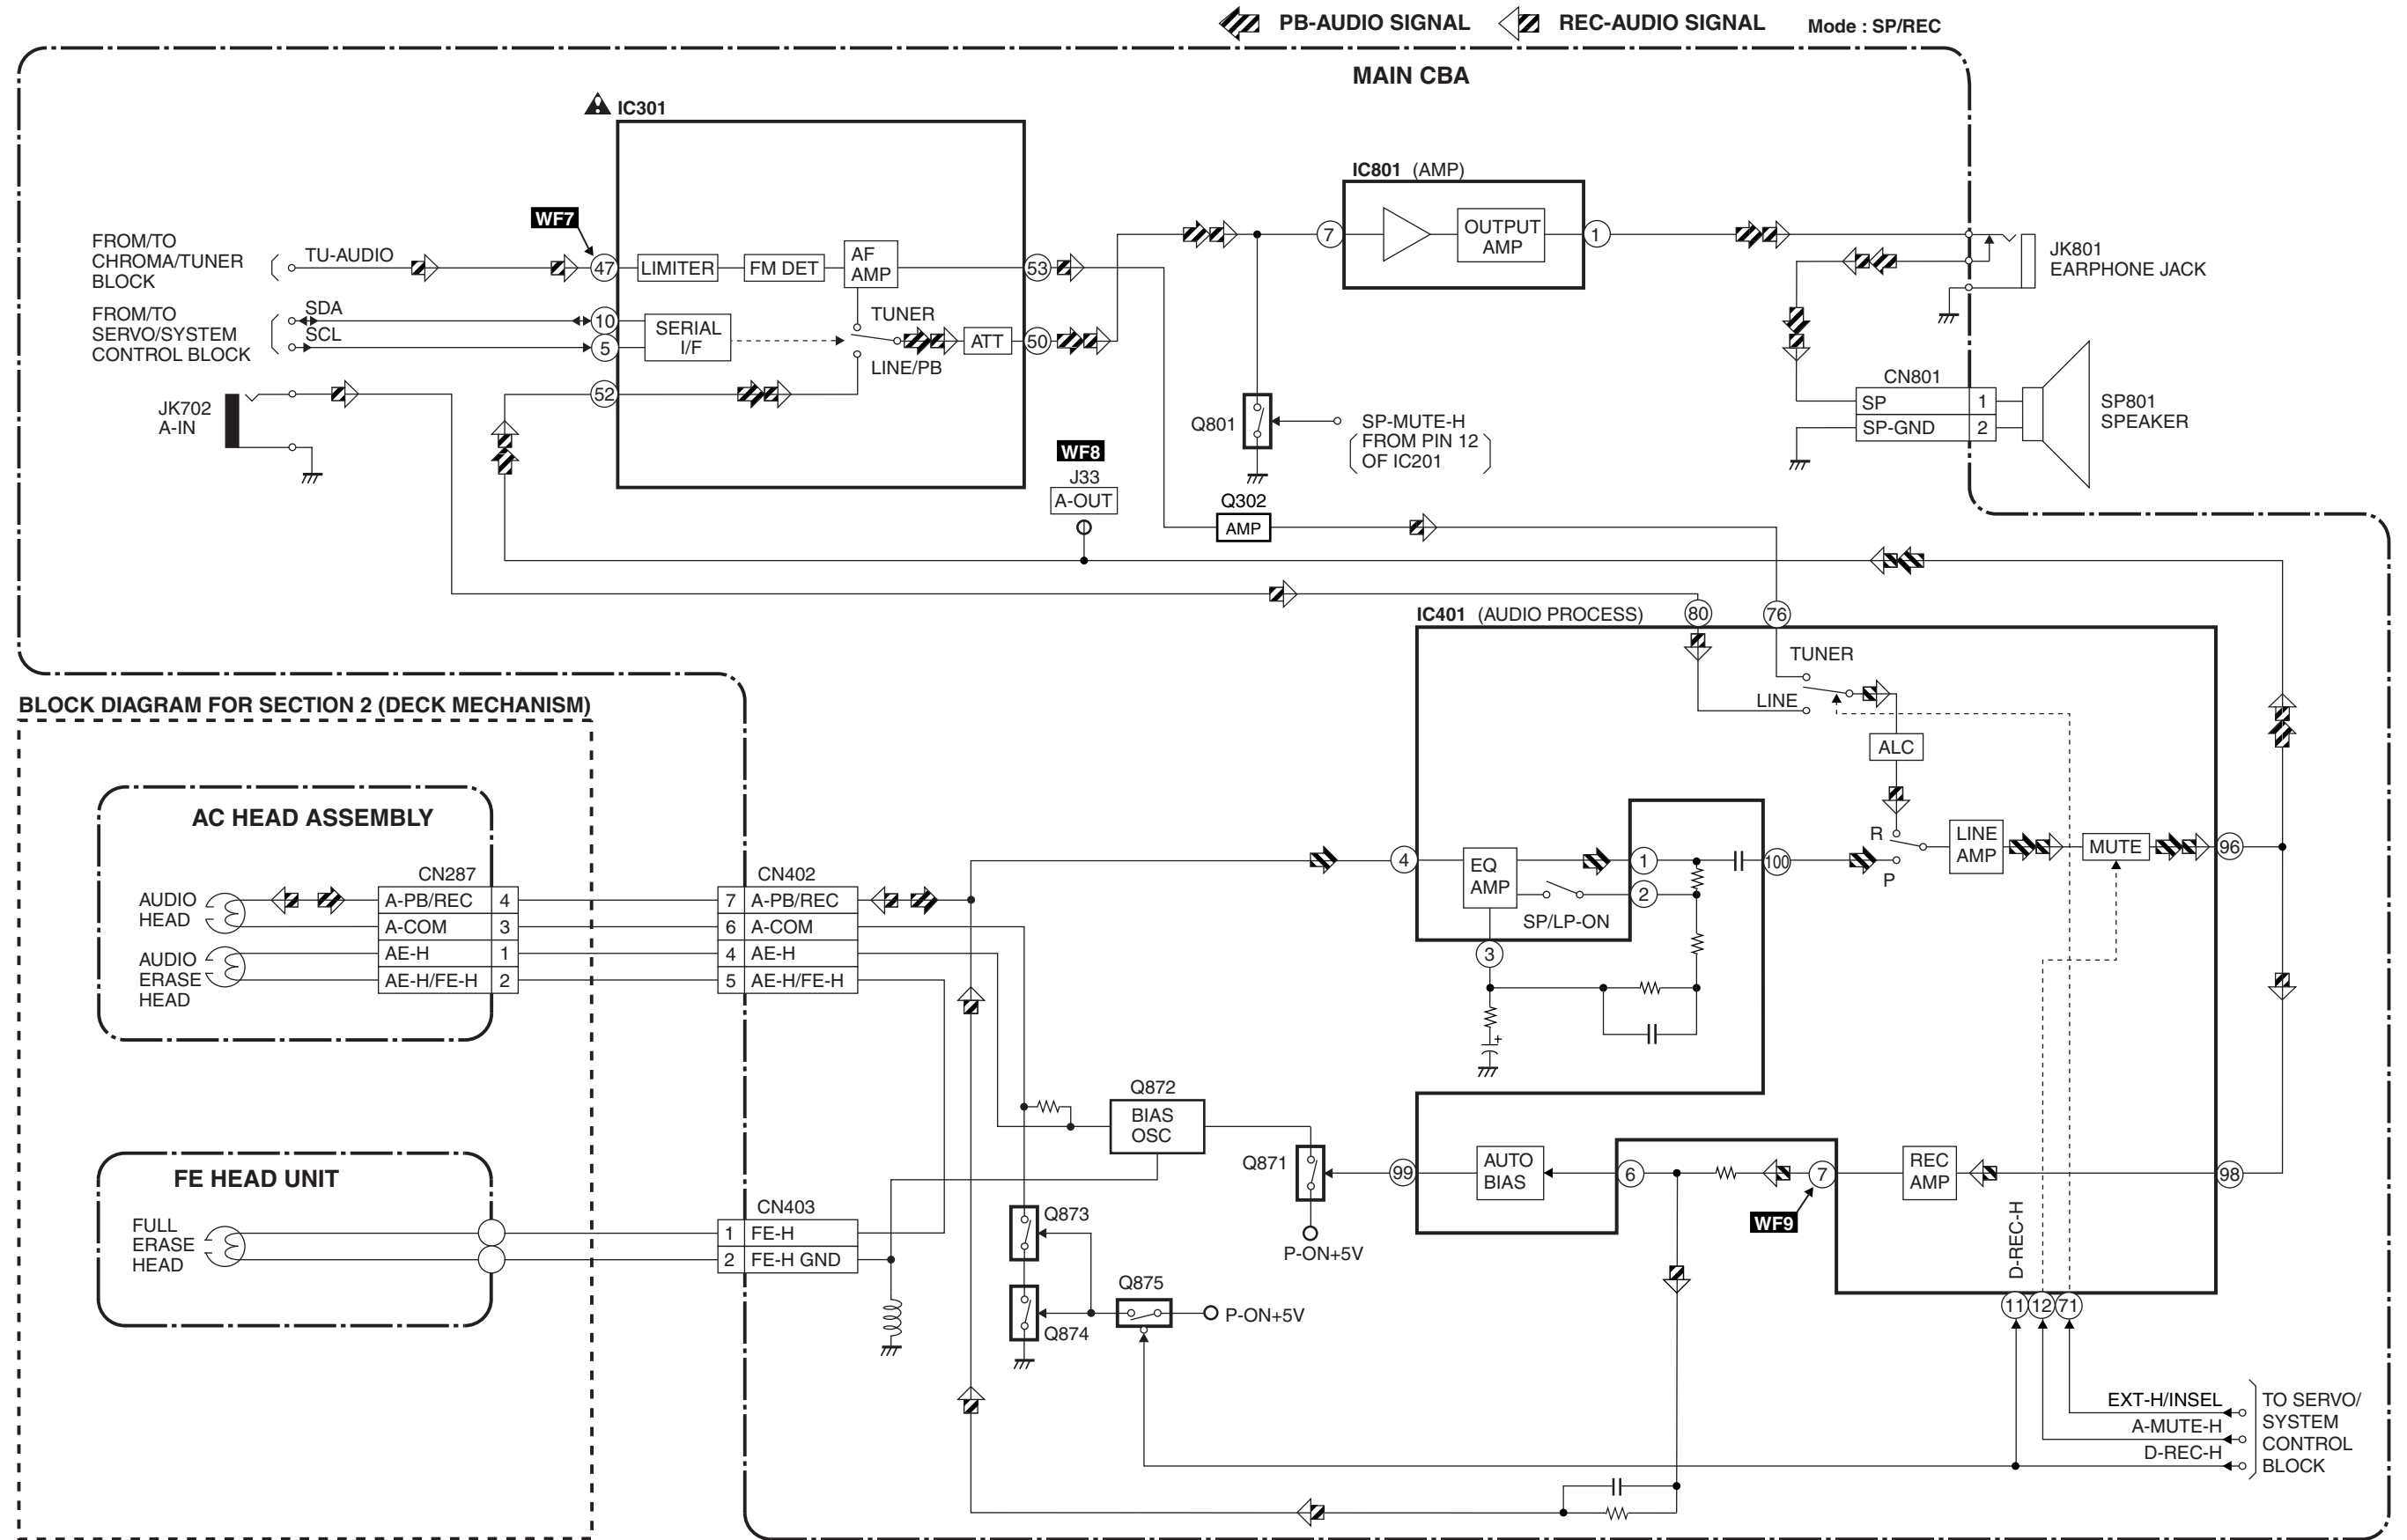 PB-AUDIO SIGNAL
REC-AUDIO SIGNAL
Mode : SP/REC
MAIN CBA
IC301
WF7
FROM/TO
CHROMA/TUNER
BLOCK
TU-AUDIO
47
LIMITER
FM DET
AF
AMP
53
FROM/TO
SERVO/SYSTEM
CONTROL BLOCK
SDA
SCL
10
5
SERIAL
I/F
TUNER
LINE/PB
ATT
50
52
JK702
A-IN
IC801 (AMP)
7
OUTPUT
AMP
1
JK801
EARPHONE JACK
CN801
SP 1
SP-GND 2
SP801
SPEAKER
Q801
SP-MUTE-H
FROM PIN 12
OF IC201
WF8
J33
A-OUT
Q302
AMP
IC401 (AUDIO PROCESS)
80
76
TUNER
LINE
ALC
R
P
LINE
AMP
MUTE
96
4
EQ
AMP
1
2
SP/LP-ON
3
+
100
BLOCK DIAGRAM FOR SECTION 2 (DECK MECHANISM)
AC HEAD ASSEMBLY
AUDIO
HEAD
AUDIO
ERASE
HEAD
CN287
A-PB/REC 4
A-COM 3
AE-H 1
AE-H/FE-H 2
CN402
7 A-PB/REC
6 A-COM
4 AE-H
5 AE-H/FE-H
FE HEAD UNIT
FULL
ERASE
HEAD
CN403
1 FE-H
2 FE-H GND
Q872
BIAS
OSC
Q871
P-ON+5V
Q873
Q874
Q875
P-ON+5V
99
AUTO
BIAS
6
7
WF9
REC
AMP
98
D-REC-H
11
12
71
EXT-H/INSEL
A-MUTE-H
D-REC-H
TO SERVO/
SYSTEM
CONTROL
BLOCK